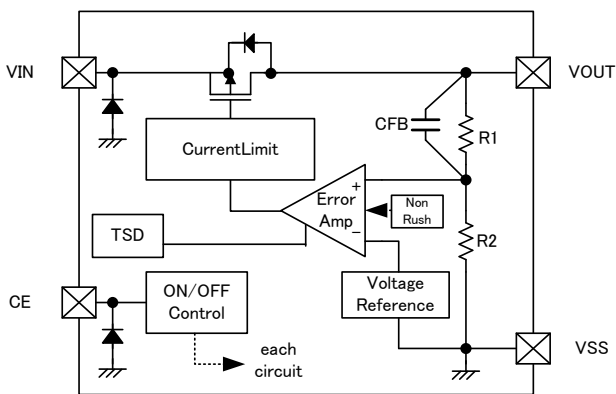 VIN
VOUT
CFB
R1
CurrentLimit
+
Error
Amp
−
Non
Rush
TSD
R2
Voltage
Reference
CE
ON/OFF
Control
each
circuit
VSS